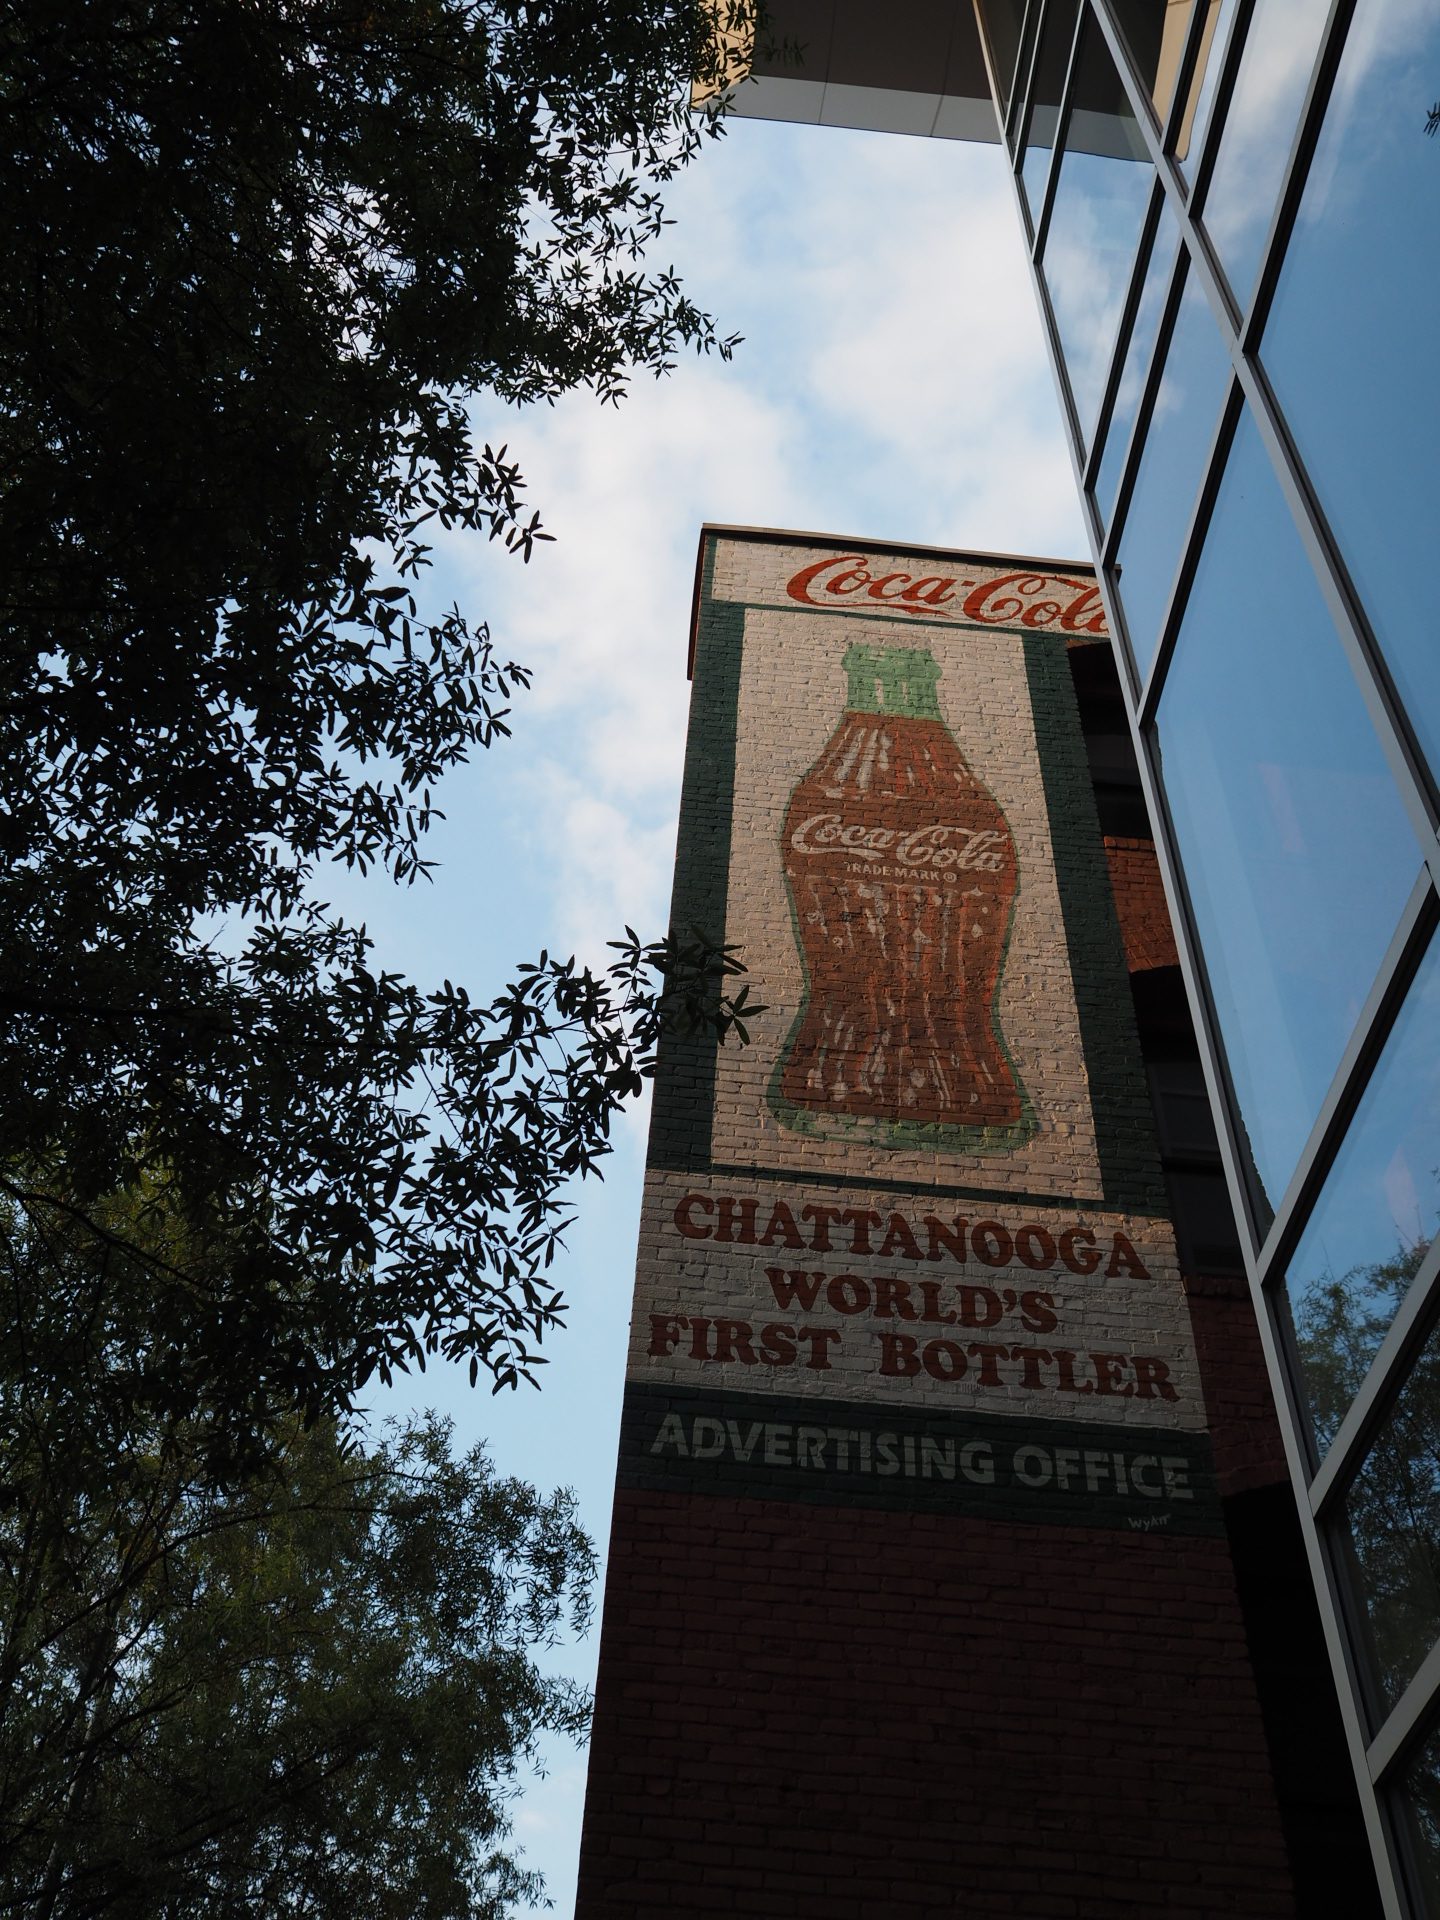 Coca-Cola
Coca-Cola
TRADE-MARK ®
CHATTANOOGA
WORLD'S
FIRST BOTTLER
ADVERTISING OFFICE